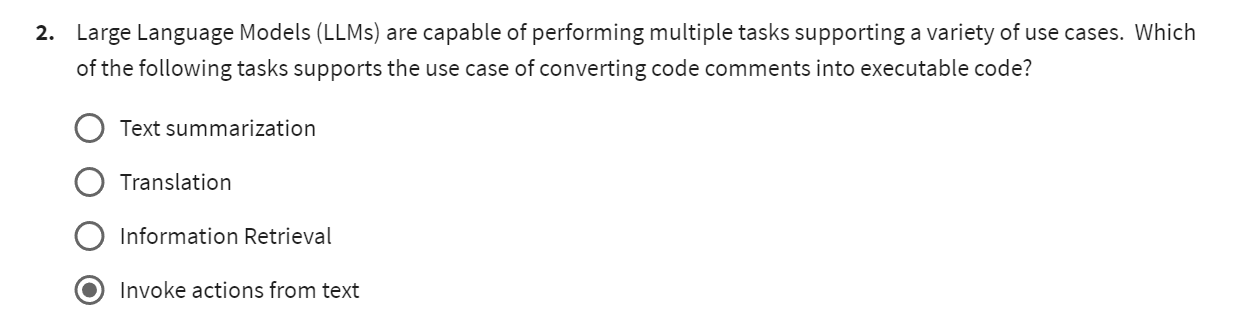 2. Large Language Models (LLMs) are capable of performing multiple tasks supporting a variety of use cases. Which
of the following tasks supports the use case of converting code comments into executable code?
Text summarization
Translation
Information Retrieval
Invoke actions from text